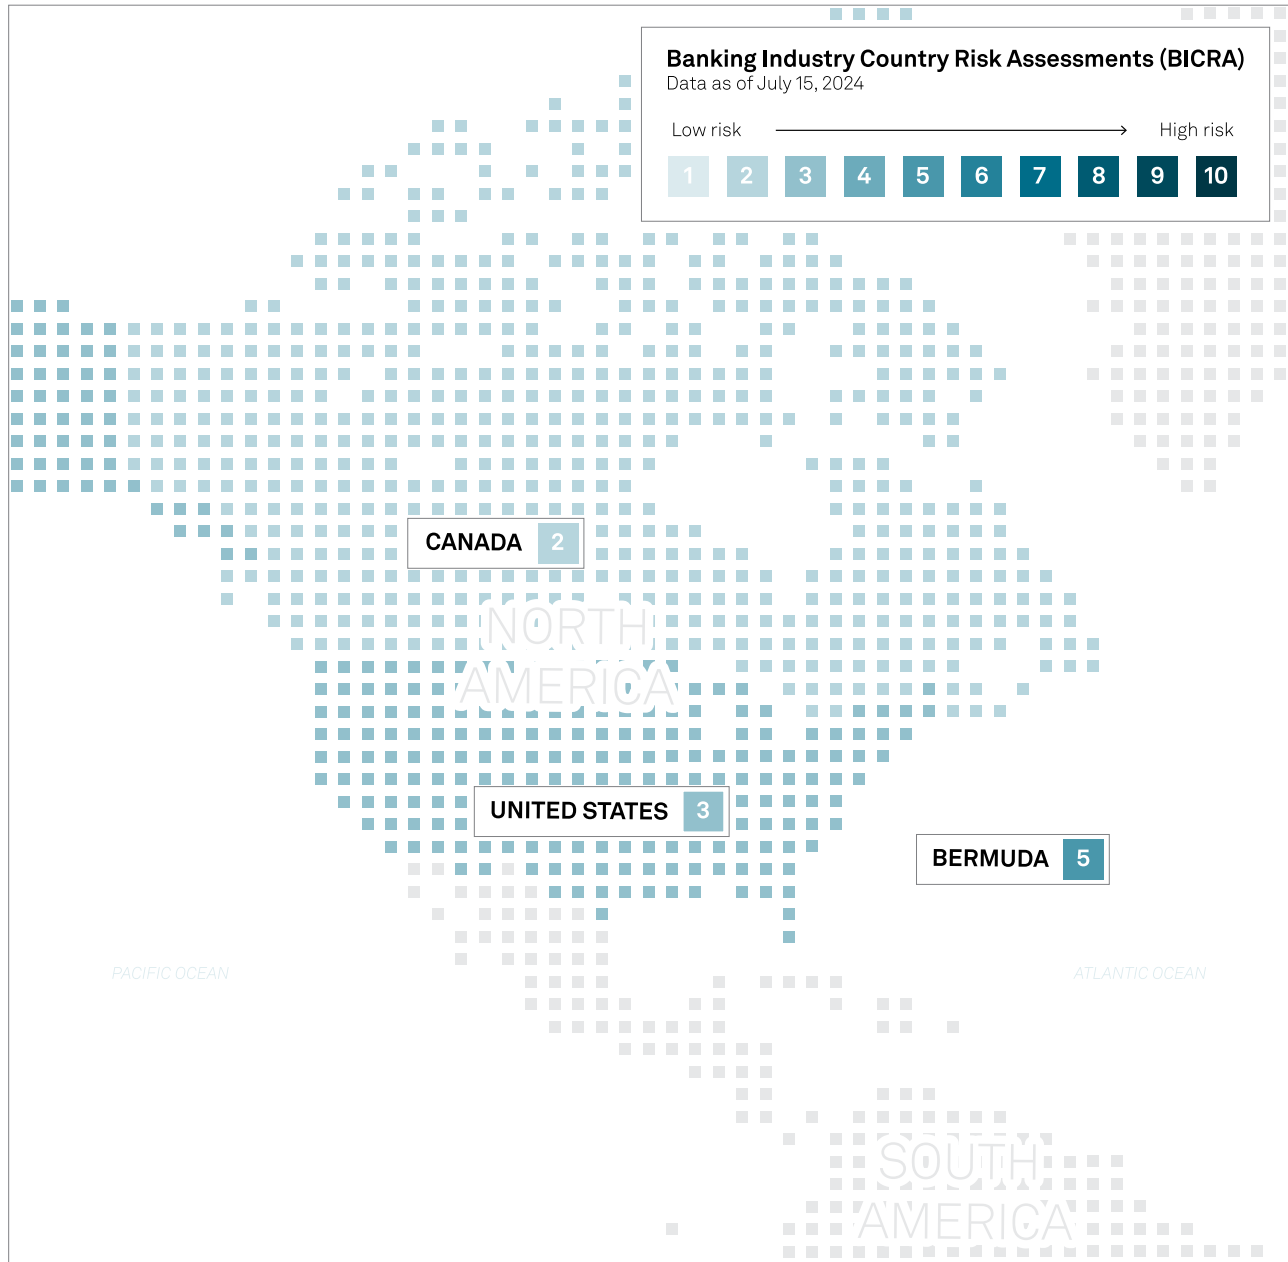 Banking Industry Country Risk Assessments (BICRA)
Data as of July 15, 2024
Low risk High risk
1 2 3 4 5 6 7 8 9 10
CANADA 2
NORTH
AMERICA
UNITED STATES 3
BERMUDA 5
PACIFIC OCEAN
ATLANTIC OCEAN
SOUTH
AMERICA